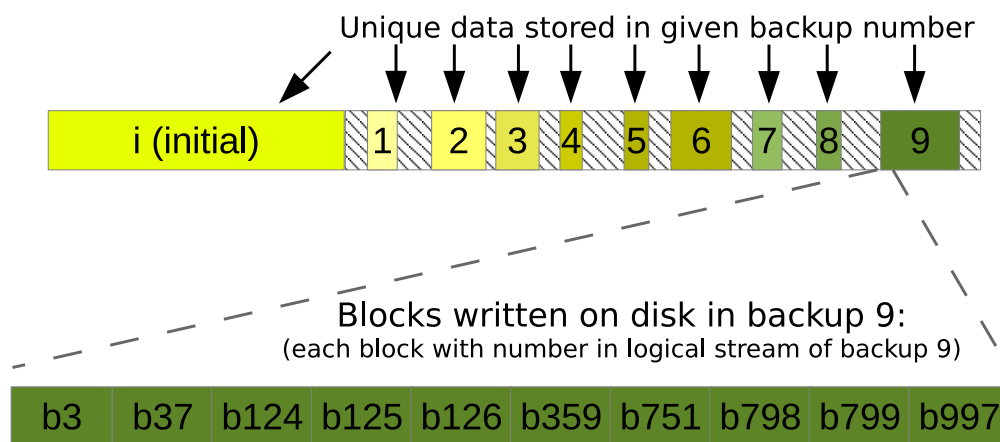 Unique data stored in given backup number
i (initial) 1 2 3 4 5 6 7 8 9
Blocks written on disk in backup 9:
(each block with number in logical stream of backup 9)
b3 b37 b124 b125 b126 b359 b751 b798 b799 b997